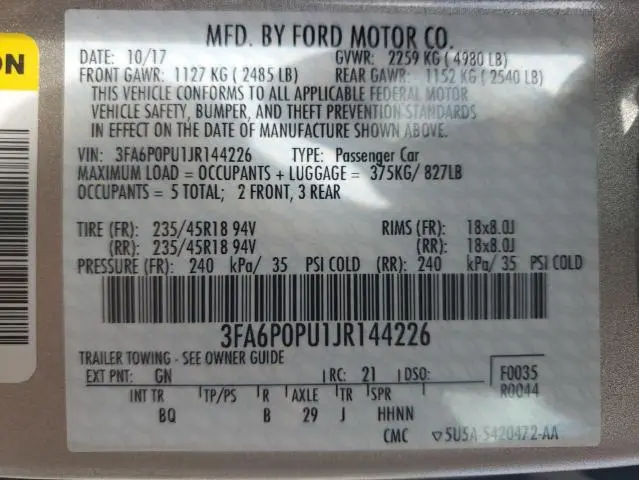 MFD. BY FORD MOTOR CO.
DATE: 10/17 GVWR: 2259 KG ( 4980 LB)
FRONT GAWR: 1127 KG ( 2485 LB) REAR GAWR: 1152 KG ( 2540 LB)
THIS VEHICLE CONFORMS TO ALL APPLICABLE FEDERAL MOTOR
VEHICLE SAFETY, BUMPER, AND THEFT PREVENTION STANDARDS
IN EFFECT ON THE DATE OF MANUFACTURE SHOWN ABOVE.
VIN: 3FA6P0PU1JR144226 TYPE: Passenger Car
MAXIMUM LOAD = OCCUPANTS + LUGGAGE = 375KG/ 827LB
OCCUPANTS = 5 TOTAL; 2 FRONT, 3 REAR
TIRE (FR): 235/45R18 94V RIMS (FR): 18x8.0J
(RR): 235/45R18 94V (RR): 18x8.0J
PRESSURE (FR): 240 kPa/ 35 PSI COLD (RR): 240 kPa/ 35 PSI COLD
3FA6P0PU1JR144226
TRAILER TOWING - SEE OWNER GUIDE
EXT PNT: GN RC: 21 DSO: F0035
INT TR TP/PS R AXLE TR SPR R0044
BQ B 29 J HHNN
CMC ▽5U5A-5420472-AA
ON